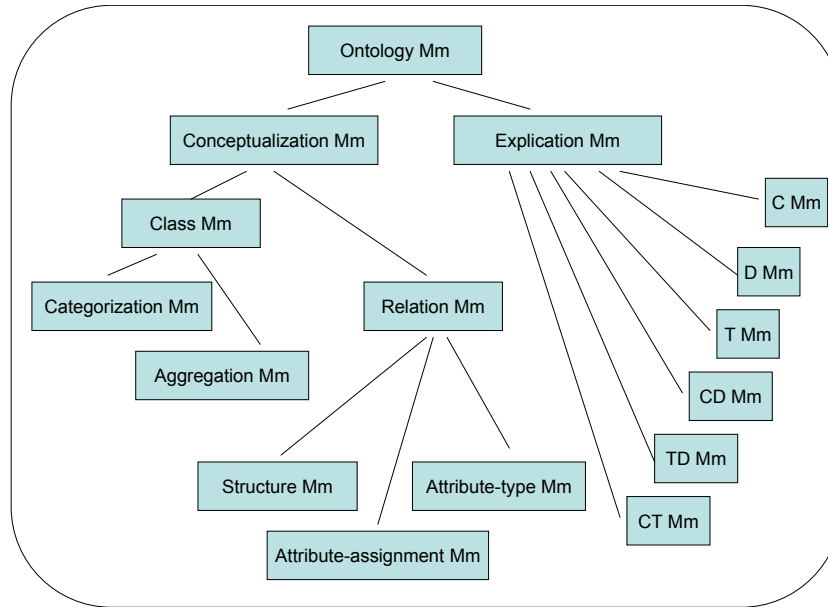 Ontology Mm
Conceptualization Mm
Explication Mm
C Mm
Class Mm
D Mm
Categorization Mm
Relation Mm
T Mm
Aggregation Mm
CD Mm
TD Mm
Structure Mm
Attribute-type Mm
CT Mm
Attribute-assignment Mm